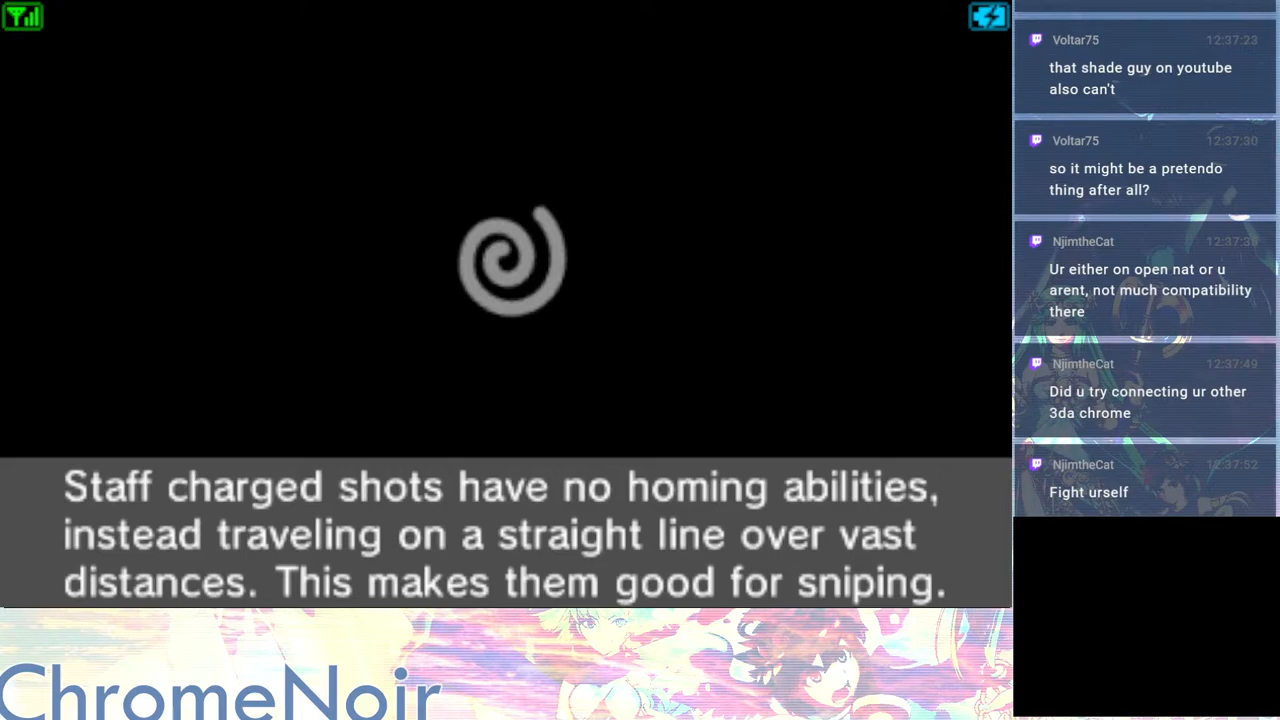 Staff charged shots have no homing abilities,
instead traveling on a straight line over vast
distances. This makes them good for sniping.
ChromeNoir
Voltar75 12:37:23
that shade guy on youtube
also can't
Voltar75 12:37:30
so it might be a pretendo
thing after all?
NjimtheCat
Ur either on open nat or u
arent, not much compatibility
there
NjimtheCat 12:37:49
Did u try connecting ur other
3da chrome
NjimtheCat 12:37:52
Fight urself